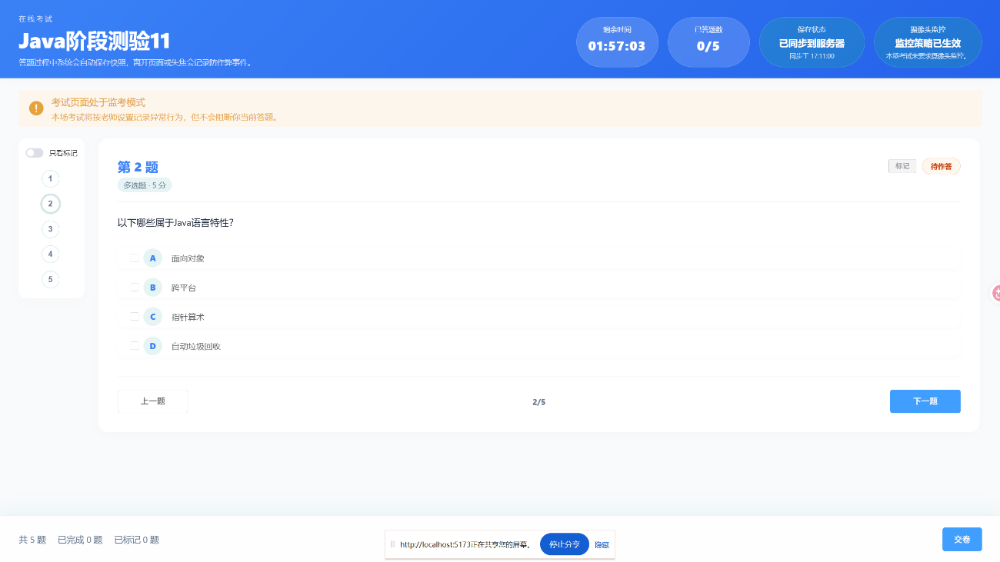 在线考试
Java阶段测验11
答题过程中系统会自动保存快照，离开页面或失焦会记录防作弊事件。
剩余时间
01:57:03
已答题数
0/5
保存状态
已同步到服务器
同步于 17:11:00
摄像头监控
监控策略已生效
本场考试未要求摄像头监控。
考试页面处于监考模式
本场考试将按老师设置记录异常行为，但不会阻断你当前答题。
只看标记
1
2
3
4
5
第 2 题
多选题 · 5 分
标记
待作答
以下哪些属于Java语言特性?
A 面向对象
B 跨平台
C 指针算术
D 自动垃圾回收
上一题
2/5
下一题
共 5 题 已完成 0 题 已标记 0 题
http://localhost:5173正在共享您的屏幕。
停止分享
隐藏
交卷